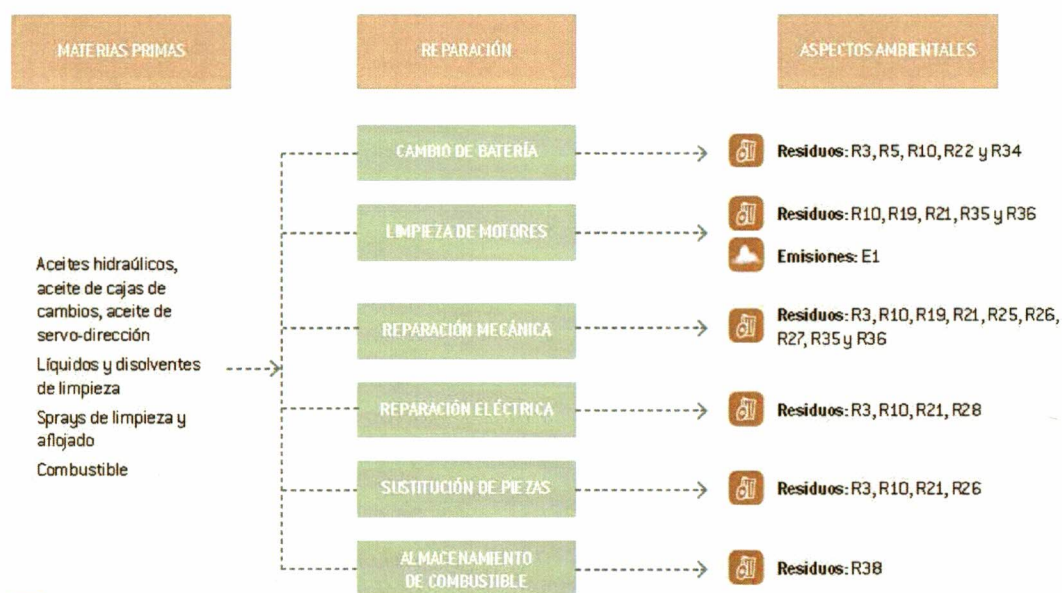 MATERIAS PRIMAS
REPARACIÓN
ASPECTOS AMBIENTALES
Aceites hidraúlicos,
aceite de cajas de
cambios, aceite de
servo-dirección
Líquidos y disolventes
de limpieza
Sprays de limpieza y
aflojado
Combustible
CAMBIO DE BATERÍA
Residuos: R3, R5, R10, R22 y R34
LIMPIEZA DE MOTORES
Residuos: R10, R19, R21, R35 y R36
Emisiones: E1
REPARACIÓN MECÁNICA
Residuos: R3, R10, R19, R21, R25, R26,
R27, R35 y R36
REPARACIÓN ELÉCTRICA
Residuos: R3, R10, R21, R28
SUSTITUCIÓN DE PIEZAS
Residuos: R3, R10, R21, R26
ALMACENAMIENTO
DE COMBUSTIBLE
Residuos: R38